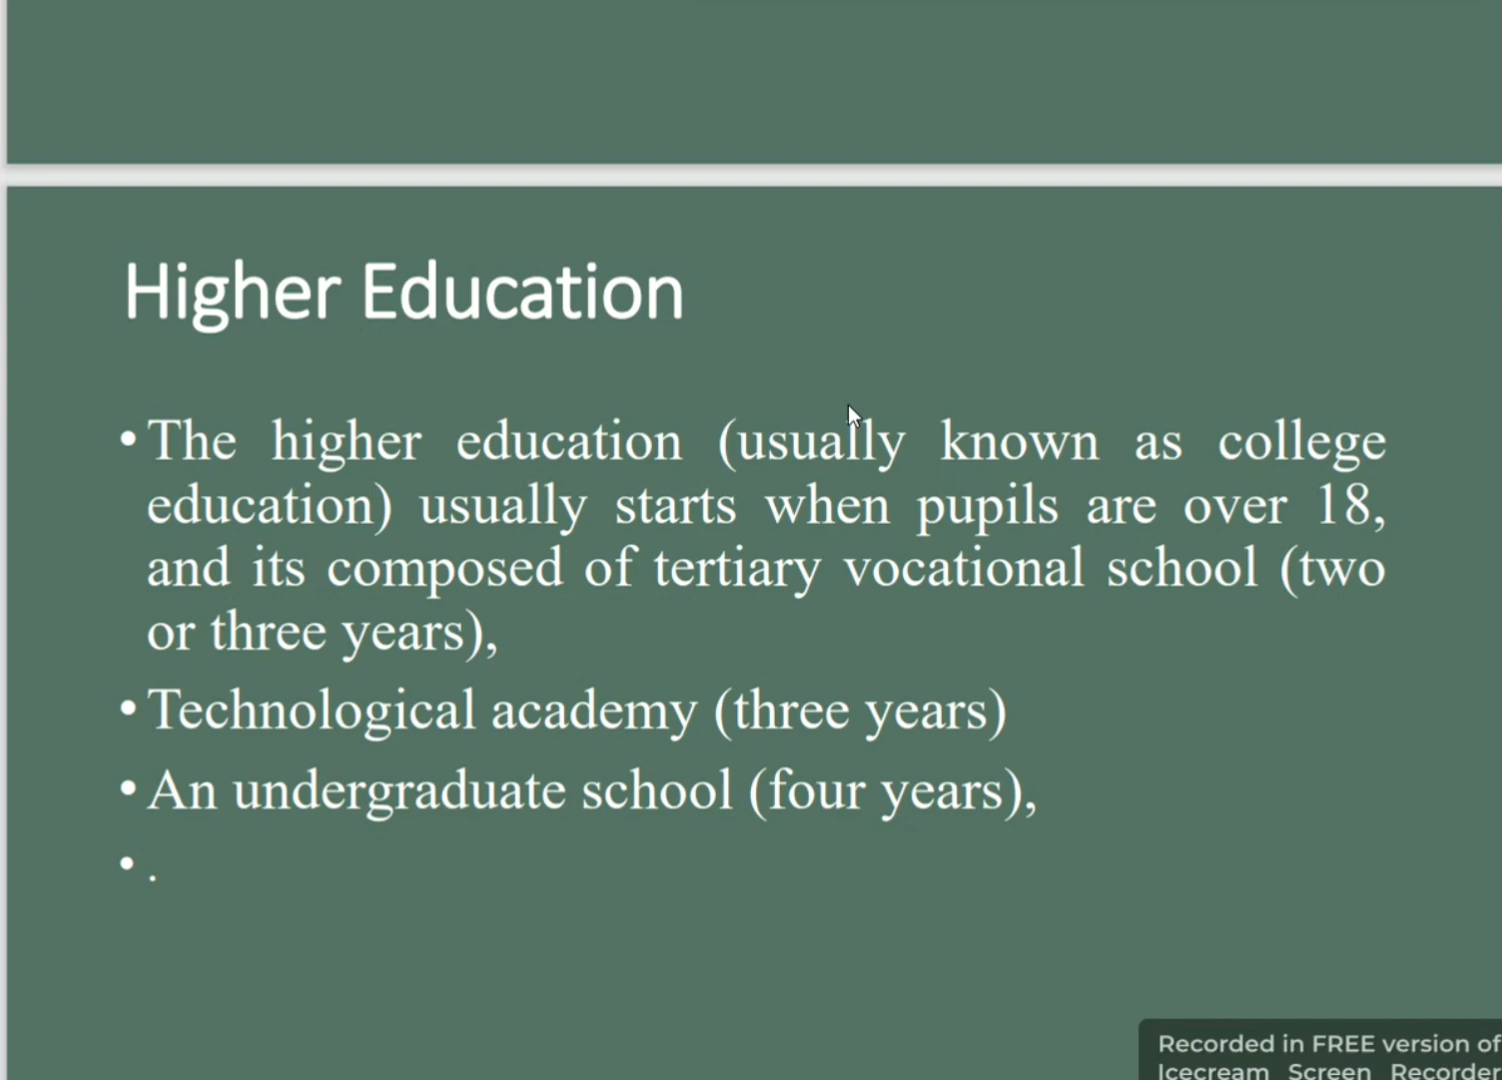 Higher Education
• The higher education (usually known as college
education) usually starts when pupils are over 18,
and its composed of tertiary vocational school (two
or three years),
• Technological academy (three years)
• An undergraduate school (four years),
• .
Recorded in FREE version of
Icecream Screen Recorder